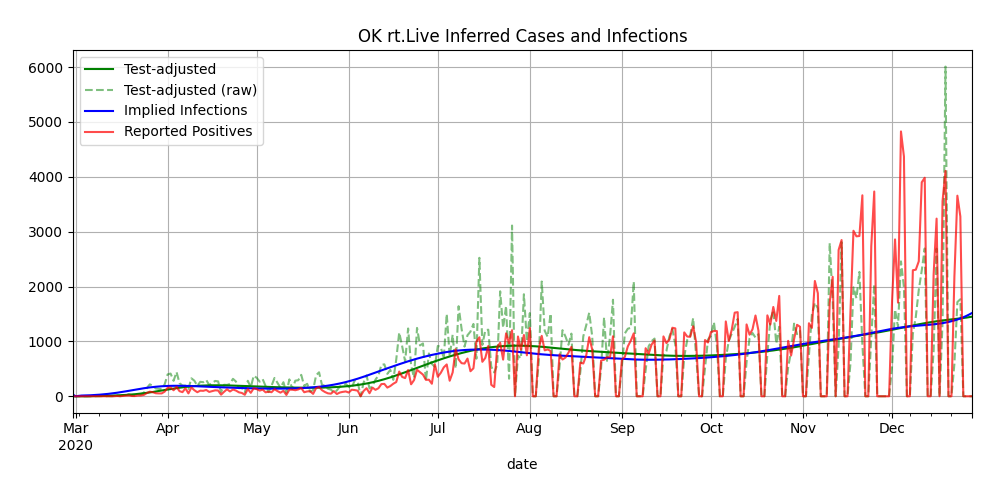 OK rt.Live Inferred Cases and Infections
Test-adjusted
Test-adjusted (raw)
Implied Infections
Reported Positives
6000
5000
4000
3000
2000
1000
0
Mar Apr May Jun Jul Aug Sep Oct Nov Dec
2020
date